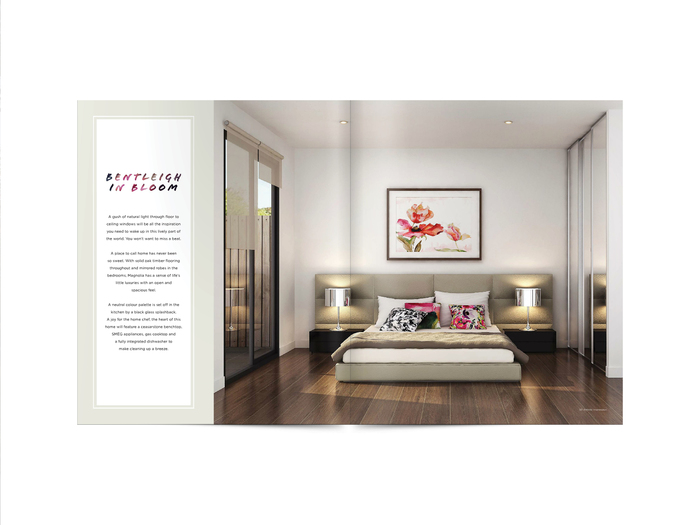 BENTLEIGH
IN BLOOM
A gush of natural light through floor to
ceiling windows will be all the inspiration
you need to wake up in this lively part of
the world. You won't want to miss a beat.
A place to call home has never been
so sweet. With solid oak timber flooring
throughout and mirrored robes in the
bedrooms, Magnolia has a sense of life's
little luxuries with an open and
spacious feel.
A neutral colour palette is set off in the
kitchen by a black glass splashback.
A joy for the home chef, the heart of this
home will feature a caesarstone benchtop,
SMEG appliances, gas cooktop and
a fully integrated dishwasher to
make cleaning up a breeze.